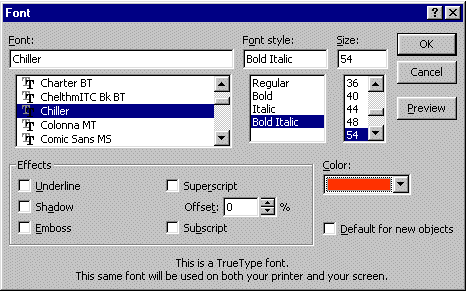 Font
Font: Font style: Size:
Chiller Bold Italic 54 OK
Cancel
Preview
Charter BT Regular 36
ChelthmITC Bk BT Bold 40
Chiller Italic 44
Colonna MT Bold Italic 48
Comic Sans MS 54
Effects Color:
Underline Superscript
Shadow Offset: 0 %
Emboss Subscript Default for new objects
This is a TrueType font.
This same font will be used on both your printer and your screen.